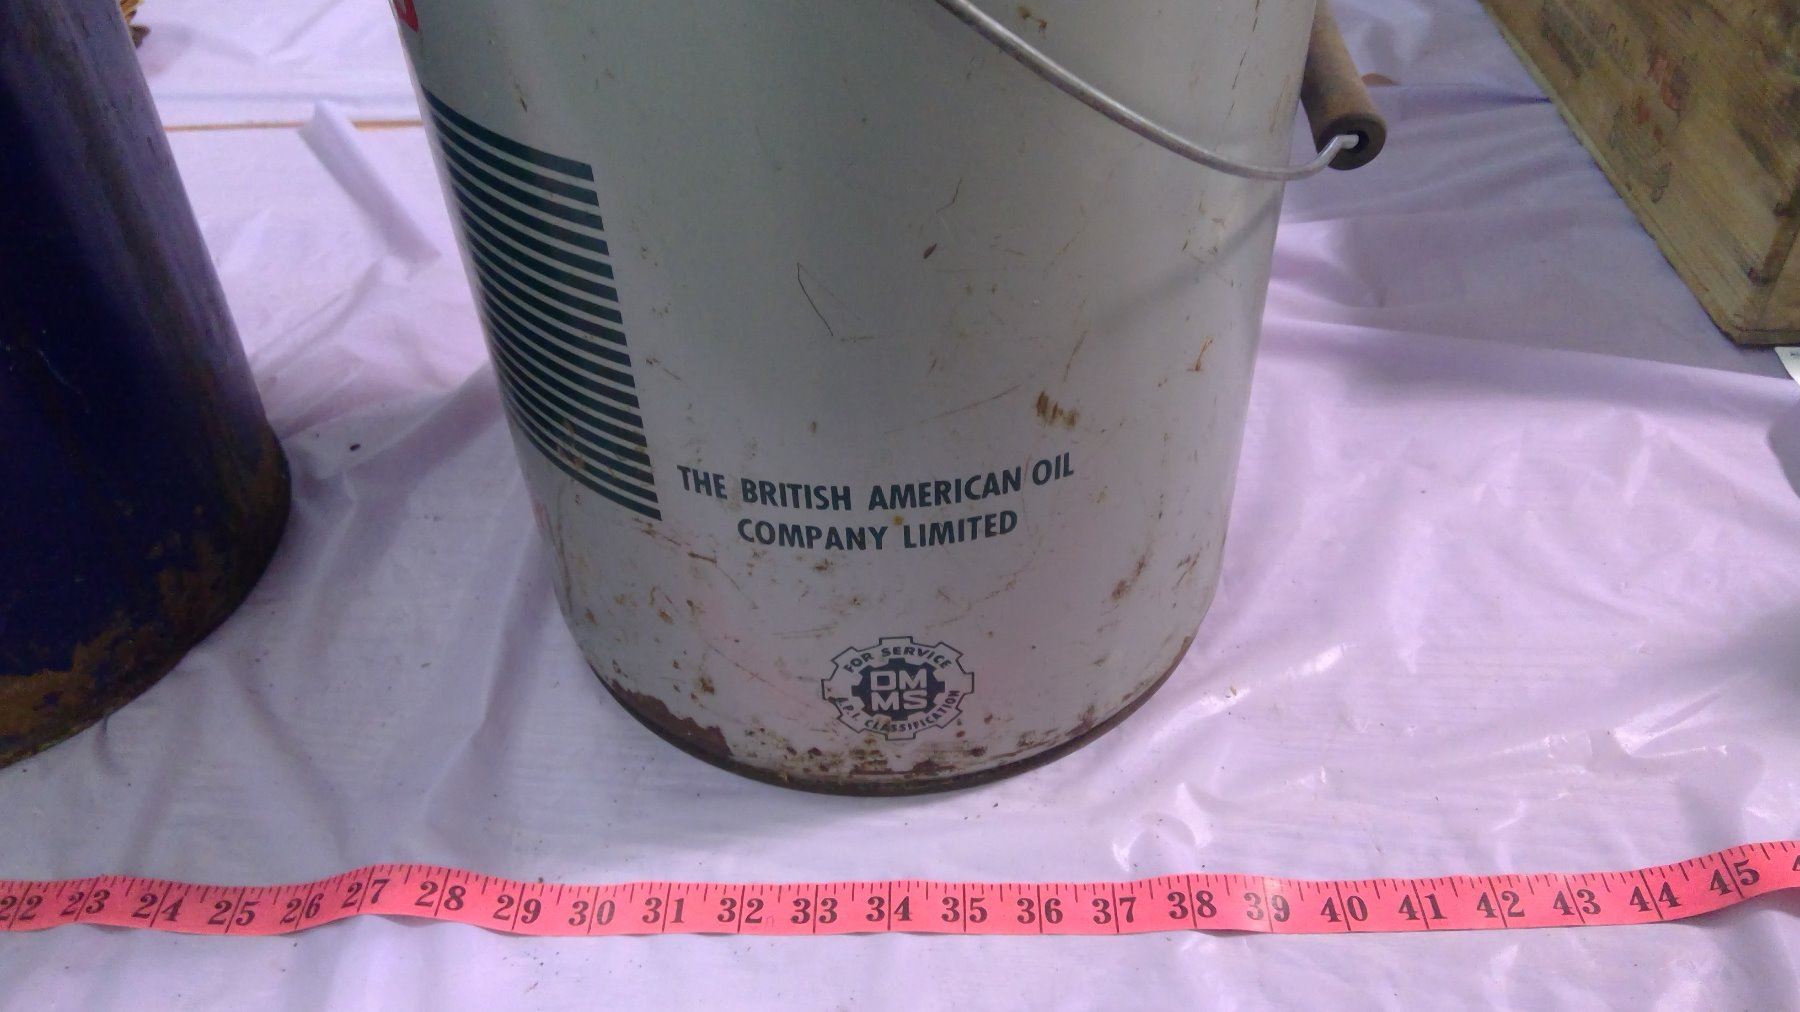 THE BRITISH AMERICAN OIL
COMPANY LIMITED
FOR SERVICE
DM
MS
A.P.I. CLASSIFICATION
22 23 24 25 26 27 28 29 30 31 32 33 34 35 36 37 38 39 40 41 42 43 44 45